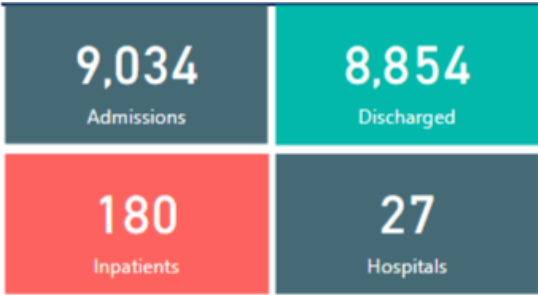 9,034
Admissions
8,854
Discharged
180
Inpatients
27
Hospitals